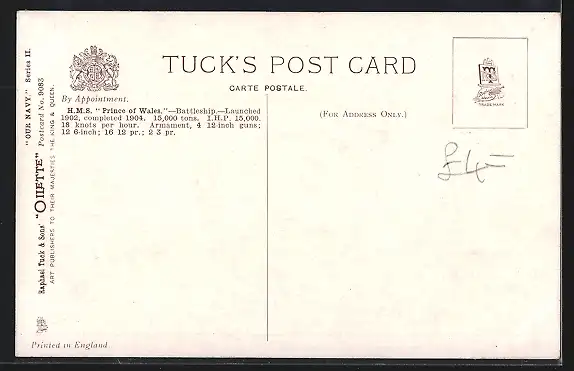 TUCK'S POST CARD
CARTE POSTALE.
By Appointment.
H.M.S. "Prince of Wales."—Battleship.—Launched
1902, completed 1904. 15,000 tons. I.H.P. 15,000.
18 knots per hour. Armament, 4 12-inch guns;
12 6-inch; 16 12 pr.; 2 3 pr.
(FOR ADDRESS ONLY.)
TRADE MARK
£4-
"OUR NAVY." Series II.
Raphael Tuck & Sons' "OILETTE" Postcard No. 9083
ART PUBLISHERS TO THEIR MAJESTIES THE KING & QUEEN.
Printed in England.